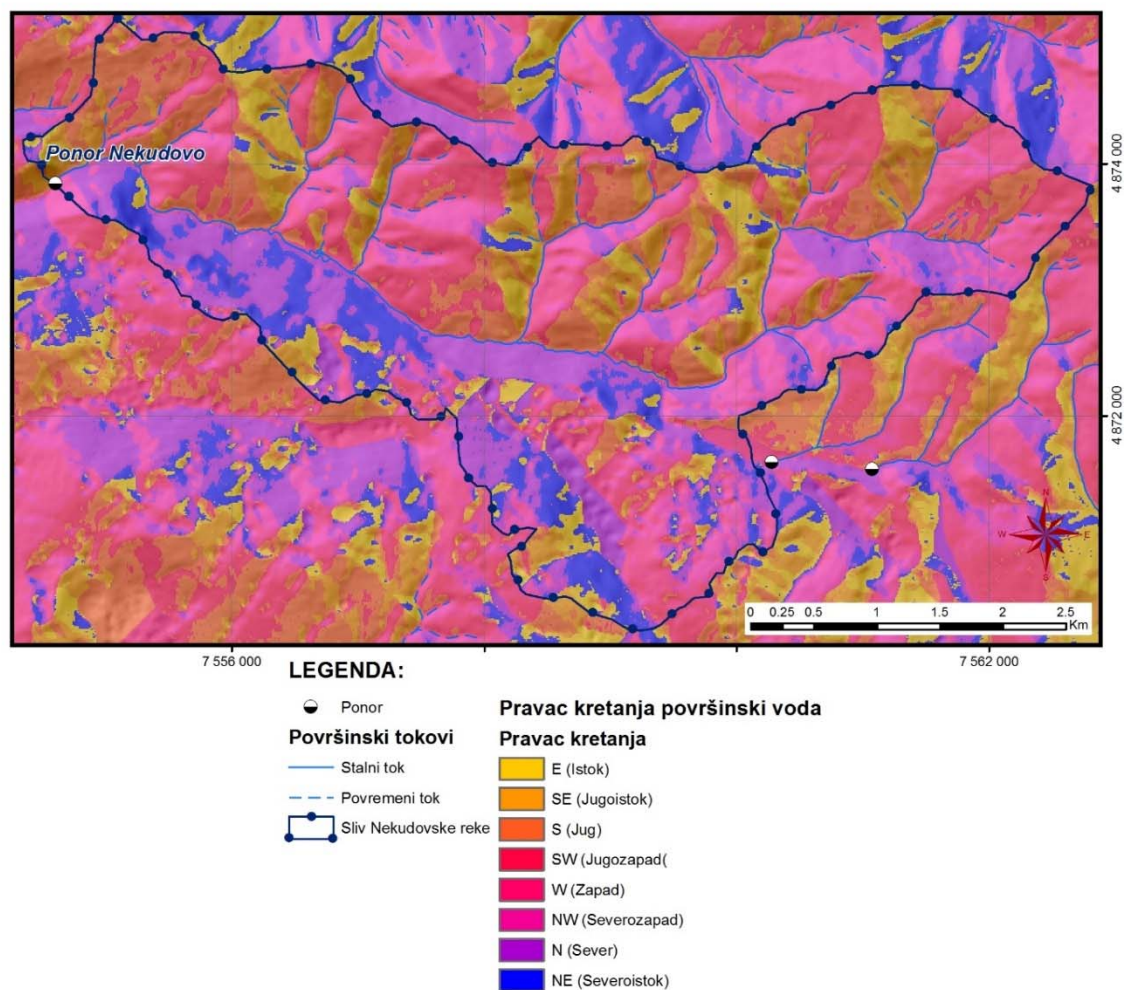 Ponor Nekudovo
4 874 000
4 872 000
N
W
E
S
0 0.25 0.5 1 1.5 2 2.5
Km
7 556 000
7 562 000
LEGENDA:
Ponor
Površinski tokovi
Stalni tok
Povremeni tok
Sliv Nekudovske reke
Pravac kretanja površinski voda
Pravac kretanja
E (Istok)
SE (Jugoistok)
S (Jug)
SW (Jugozapad(
W (Zapad)
NW (Severozapad)
N (Sever)
NE (Severoistok)